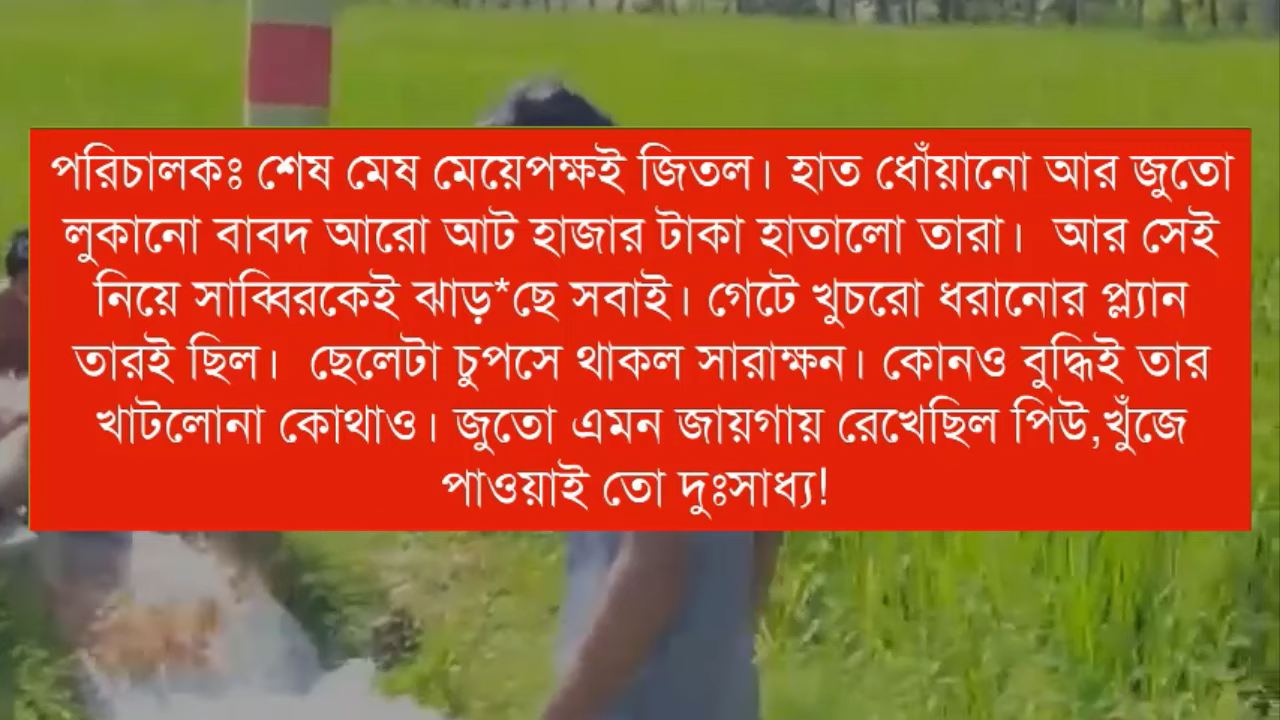 পরিচালকঃ শেষ মেষ মেয়েপক্ষই জিতল। হাত ধোঁয়ানো আর জুতো
লুকানো বাবদ আরো আট হাজার টাকা হাতালো তারা।  আর সেই
নিয়ে সাব্বিরকেই ঝাড়*ছে সবাই। গেটে খুচরো ধরানোর প্ল্যান
তারই ছিল।  ছেলেটা চুপসে থাকল সারাক্ষন। কোনও বুদ্ধিই তার
খাটলোনা কোথাও। জুতো এমন জায়গায় রেখেছিল পিউ,খুঁজে
পাওয়াই তো দুঃসাধ্য!